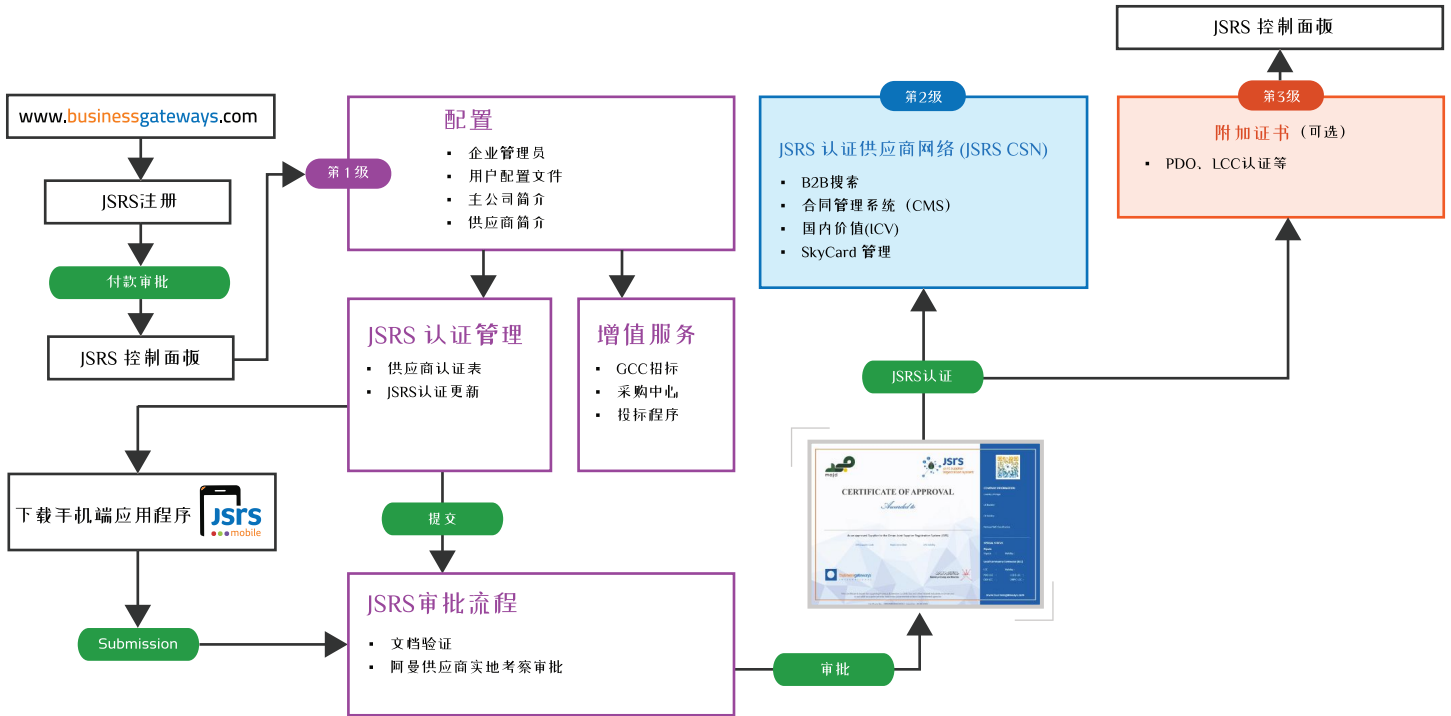 www.businessgateways.com
JSRS注册
付款审批
JSRS 控制面板
第1级
配置
▪ 企业管理员
▪ 用户配置文件
▪ 主公司简介
▪ 供应商简介
JSRS 认证管理
▪ 供应商认证表
▪ JSRS认证更新
增值服务
▪ GCC招标
▪ 采购中心
▪ 投标程序
下载手机端应用程序
jsrs
mobile
Submission
提交
JSRS审批流程
▪ 文档验证
▪ 阿曼供应商实地考察审批
审批
jsrs
CERTIFICATE OF APPROVAL
Awarded to
businessgateways
JSRS认证
第2级
JSRS 认证供应商网络 (JSRS CSN)
▪ B2B搜索
▪ 合同管理系统（CMS）
▪ 国内价值(ICV)
▪ SkyCard 管理
第3级
附加证书（可选）
▪ PDO、LCC认证等
JSRS 控制面板